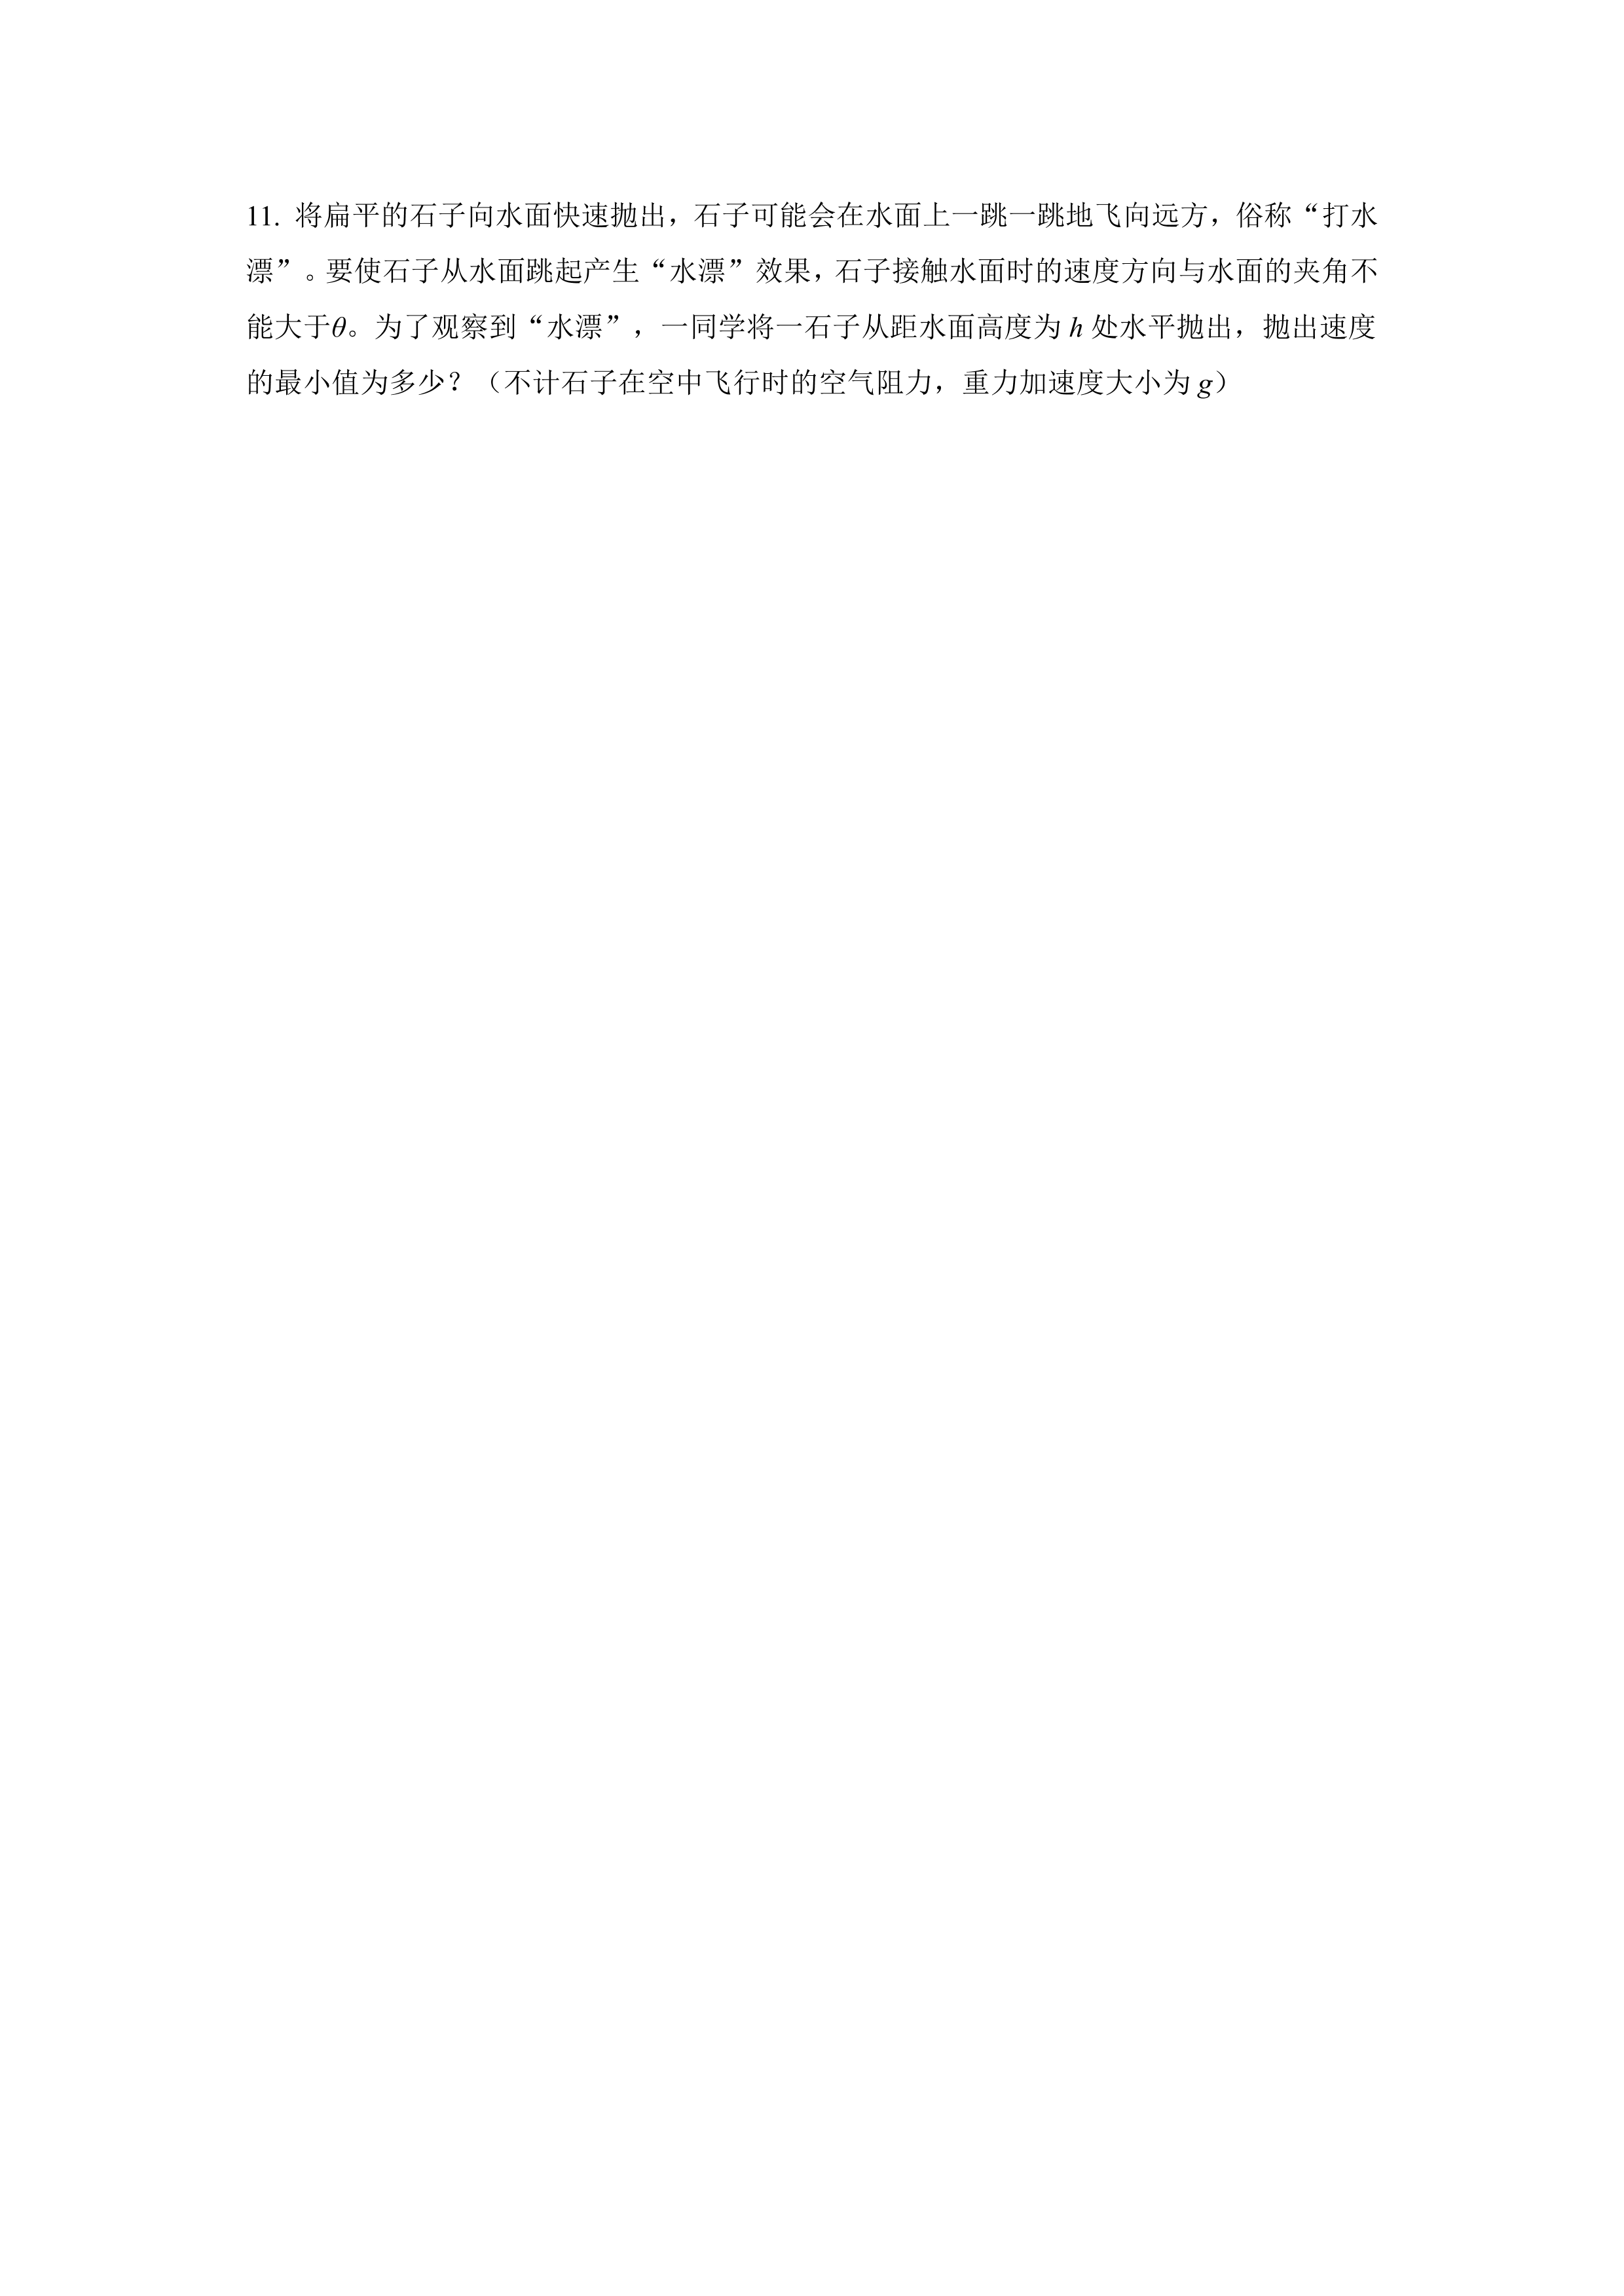 11. 将扁平的石子向水面快速抛出，石子可能会在水面上一跳一跳地飞向远方，俗称“打水
漂”。要使石子从水面跳起产生“水漂”效果，石子接触水面时的速度方向与水面的夹角不
能大于θ。为了观察到“水漂”，一同学将一石子从距水面高度为 h 处水平抛出，抛出速度
的最小值为多少？（不计石子在空中飞行时的空气阻力，重力加速度大小为 g）